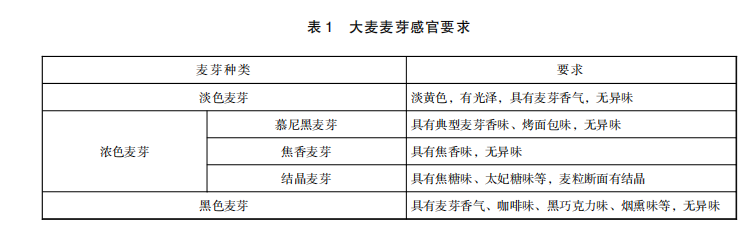 表 1 大麦麦芽感官要求
麦芽种类 要求
淡色麦芽 淡黄色，有光泽，具有麦芽香气，无异味
浓色麦芽 慕尼黑麦芽 具有典型麦芽香味、烤面包味，无异味
焦香麦芽 具有焦香味，无异味
结晶麦芽 具有焦糖味、太妃糖味等，麦粒断面有结晶
黑色麦芽 具有麦芽香气、咖啡味、黑巧克力味、烟熏味等，无异味